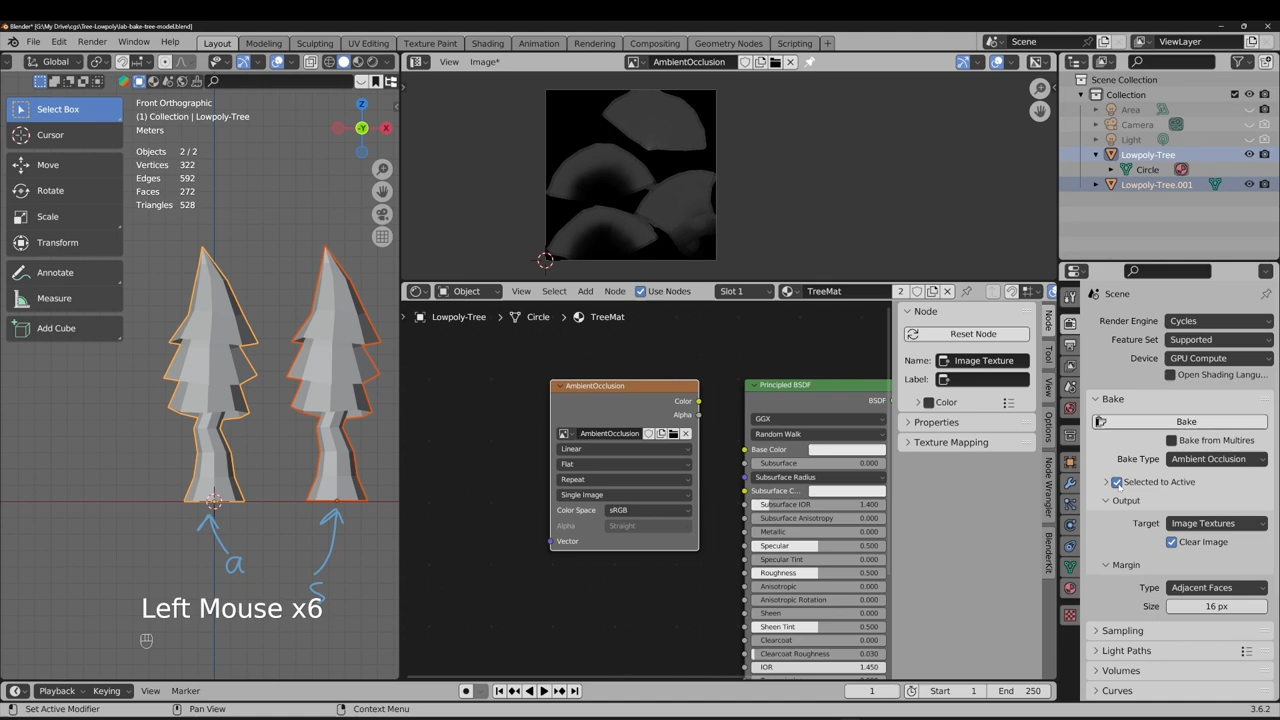 Blender* [G:\My Drive\cgs\Tree-Lowpoly\lab-bake-tree-model.blend]
File Edit Render Window Help Layout Modeling Sculpting UV Editing Texture Paint Shading Animation Rendering Compositing Geometry Nodes Scripting + Scene ViewLayer
Global
View Image* AmbientOcclusion
Select Box
Cursor
Move
Rotate
Scale
Transform
Annotate
Measure
Add Cube
Front Orthographic
(1) Collection | Lowpoly-Tree
Meters
Objects 2 / 2
Vertices 322
Edges 592
Faces 272
Triangles 528
Z
-Y
X
a
s
Left Mouse x6
Object View Select Add Node Use Nodes Slot 1 TreeMat 2
Lowpoly-Tree > Circle > TreeMat
AmbientOcclusion
Color
Alpha
AmbientOcclusion
Linear
Flat
Repeat
Single Image
Color Space sRGB
Alpha Straight
Vector
Principled BSDF
BSDF
GGX
Random Walk
Base Color
Subsurface 0.000
Subsurface Radius
Subsurface C...
Subsurface IOR 1.400
Subsurface Anisotropy 0.000
Metallic 0.000
Specular 0.500
Specular Tint 0.000
Roughness 0.500
Anisotropic 0.000
Anisotropic Rotation 0.000
Sheen 0.000
Sheen Tint 0.500
Clearcoat 0.000
Clearcoat Roughness 0.030
IOR 1.450
Node
Reset Node
Name: Image Texture
Label:
Color
Properties
Texture Mapping
Node
Tool
View
Options
Node Wrangler
BlenderKit
Scene Collection
Collection
Area
Camera
Light
Lowpoly-Tree
Circle
Lowpoly-Tree.001
Scene
Render Engine Cycles
Feature Set Supported
Device GPU Compute
Open Shading Langu...
Bake
Bake
Bake from Multires
Bake Type Ambient Occlusion
Selected to Active
Output
Target Image Textures
Clear Image
Margin
Type Adjacent Faces
Size 16 px
Sampling
Light Paths
Volumes
Curves
Playback Keying View Marker 1 Start 1 End 250
Set Active Modifier Pan View Context Menu 3.6.2